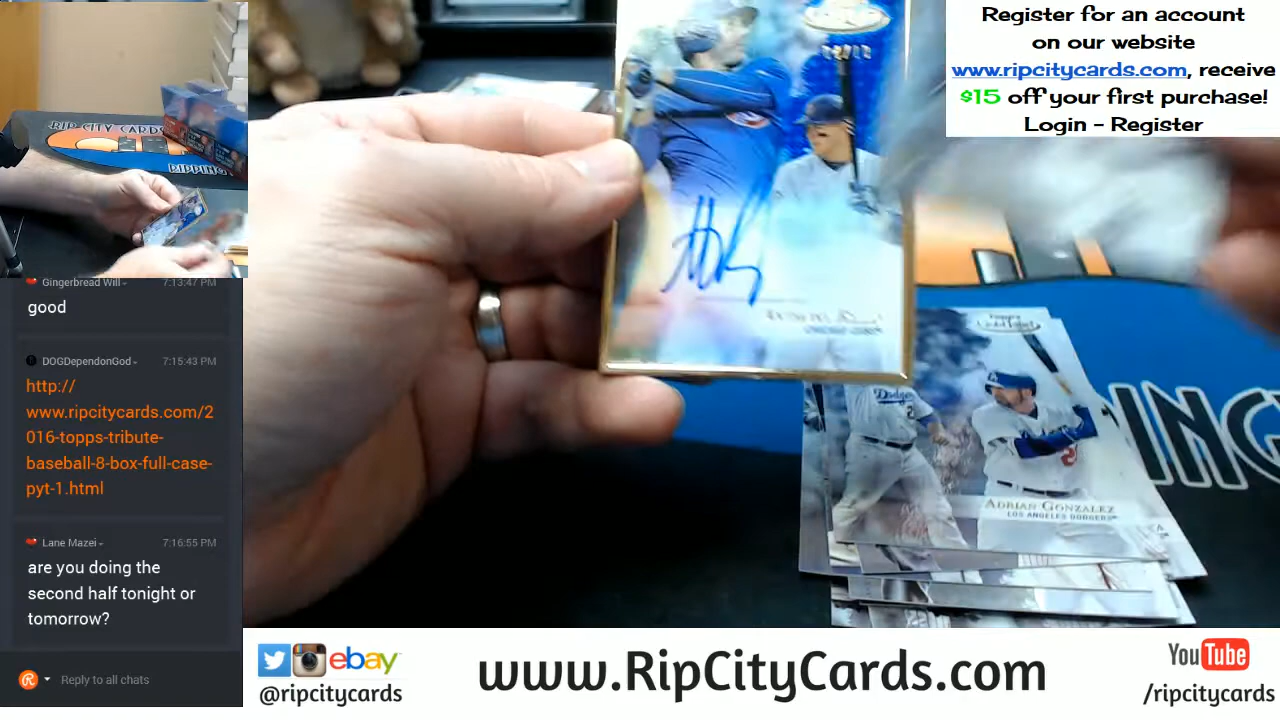 Register for an account
on our website
www.ripcitycards.com, receive
$15 off your first purchase!
Login - Register
RIP CITY CARDS
RIPPING
Gingerbread Will 7:13:47 PM
good
DOGDependonGod 7:15:43 PM
http://
www.ripcitycards.com/2
016-topps-tribute-
baseball-8-box-full-case-
pyt-1.html
Lane Mazei 7:16:55 PM
are you doing the
second half tonight or
tomorrow?
Reply to all chats
Dodgers
ADRIAN GONZALEZ
LOS ANGELES DODGERS
ING
ebay
@ripcitycards
www.RipCityCards.com
YouTube
/ripcitycards